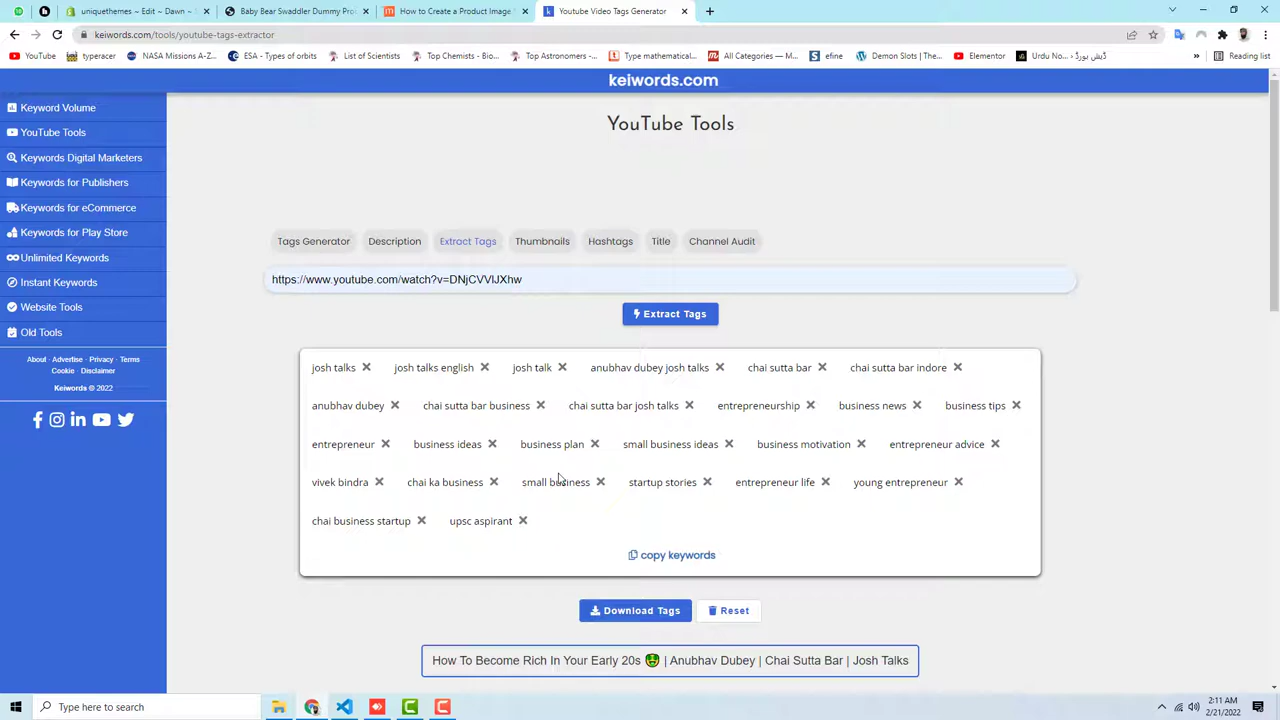 uniquethemes ~ Edit ~ Dawn ~
Baby Bear Swaddler Dummy Pro
How to Create a Product Image
Youtube Video Tags Generator
keiwords.com/tools/youtube-tags-extractor
YouTube
typeracer
NASA Missions A-Z...
ESA - Types of orbits
List of Scientists
Top Chemists - Bio...
Top Astronomers -...
Type mathematical...
All Categories — M...
efine
Demon Slots | The...
Elementor
Urdu No... ڈیش بورڈ ‹
Reading list
keiwords.com
Keyword Volume
YouTube Tools
Keywords Digital Marketers
Keywords for Publishers
Keywords for eCommerce
Keywords for Play Store
Unlimited Keywords
Instant Keywords
Website Tools
Old Tools
About · Advertise · Privacy · Terms
Cookie · Disclaimer
Keiwords © 2022
YouTube Tools
Tags Generator
Description
Extract Tags
Thumbnails
Hashtags
Title
Channel Audit
https://www.youtube.com/watch?v=DNjCVVlJXhw
Extract Tags
josh talks
josh talks english
josh talk
anubhav dubey josh talks
chai sutta bar
chai sutta bar indore
anubhav dubey
chai sutta bar business
chai sutta bar josh talks
entrepreneurship
business news
business tips
entrepreneur
business ideas
business plan
small business ideas
business motivation
entrepreneur advice
vivek bindra
chai ka business
small business
startup stories
entrepreneur life
young entrepreneur
chai business startup
upsc aspirant
copy keywords
Download Tags
Reset
How To Become Rich In Your Early 20s 🤑 | Anubhav Dubey | Chai Sutta Bar | Josh Talks
Type here to search
2:11 AM
2/21/2022